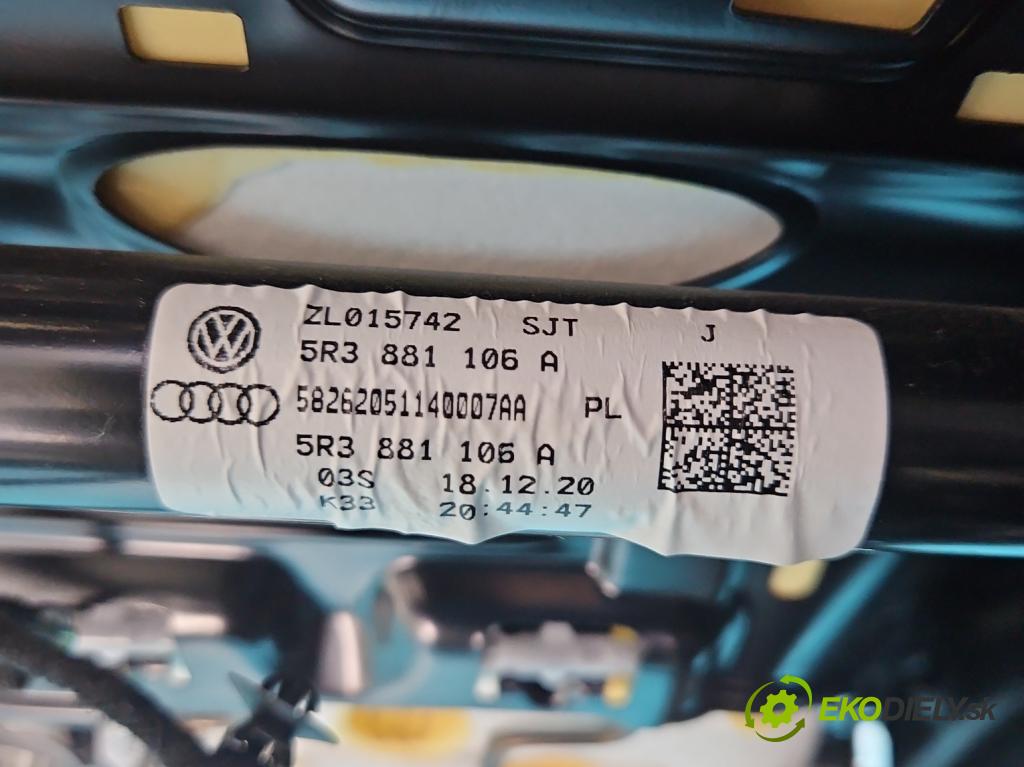 ZL015742 SJT J
5R3 881 106 A
58262051140007AA PL
5R3 881 106 A
03S 18.12.20
K33 20:44:47
EKODIELY.sk